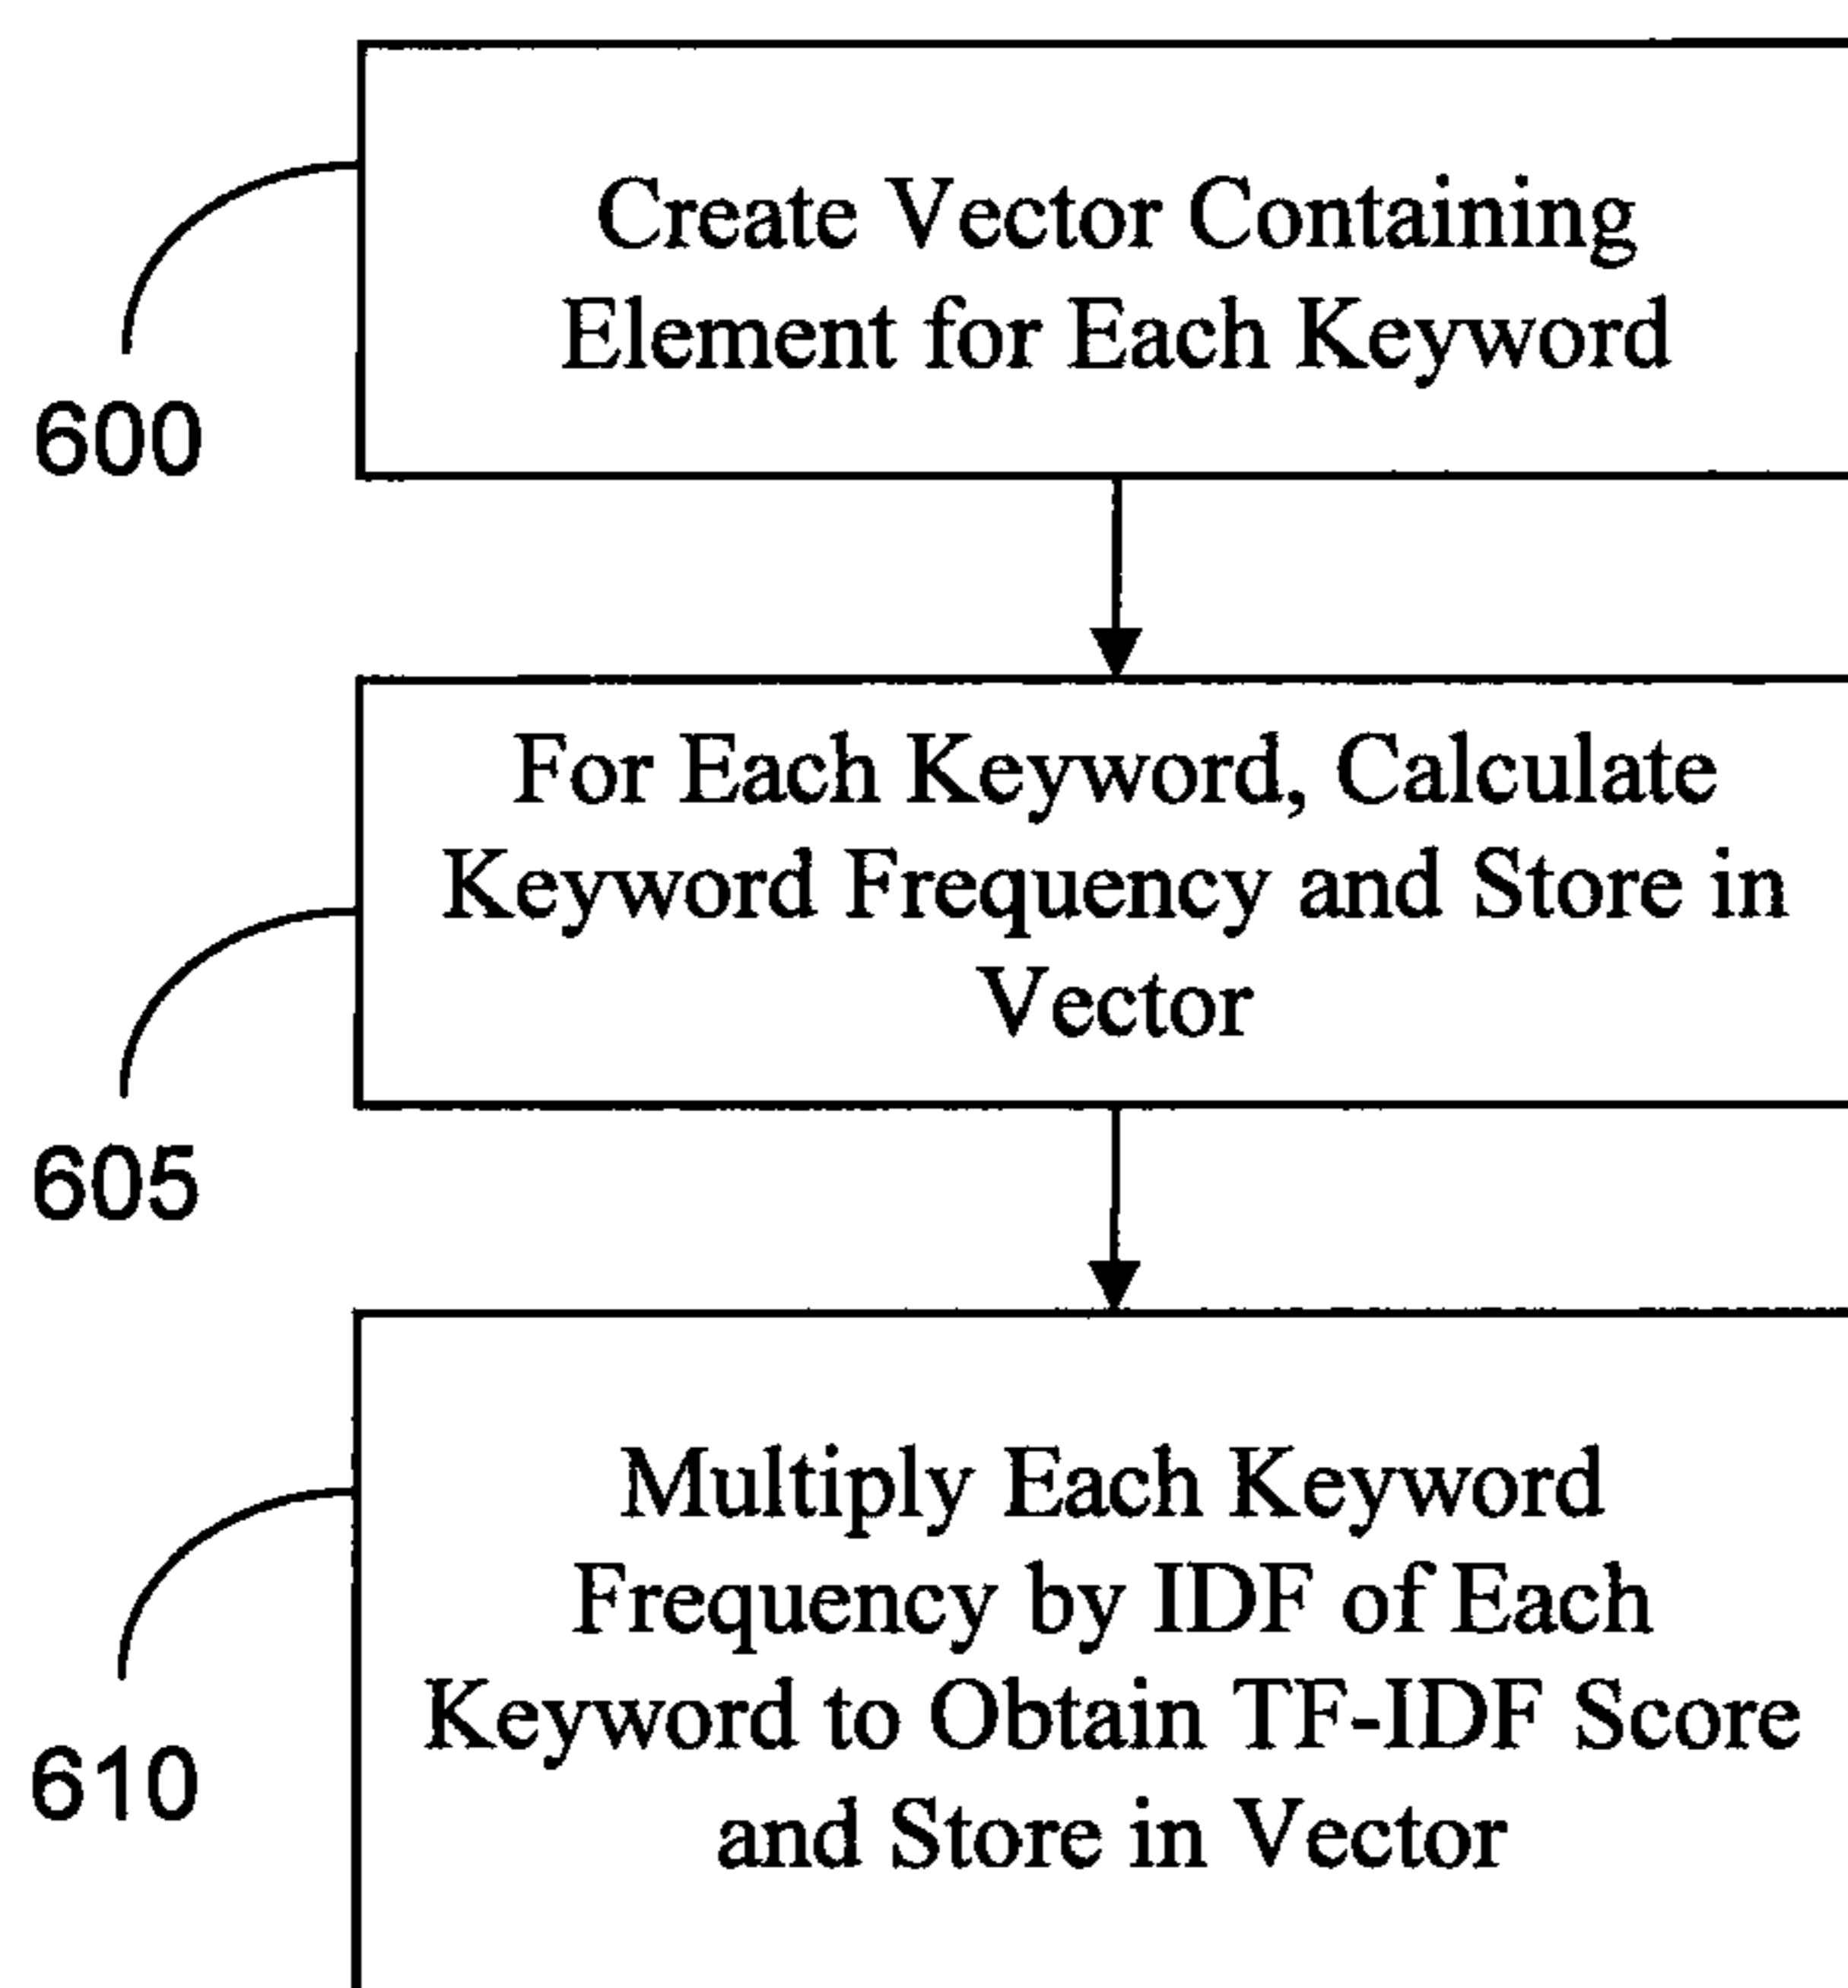 Create Vector Containing
Element for Each Keyword
600
For Each Keyword, Calculate
Keyword Frequency and Store in
Vector
605
Multiply Each Keyword
Frequency by IDF of Each
Keyword to Obtain TF-IDF Score
and Store in Vector
610